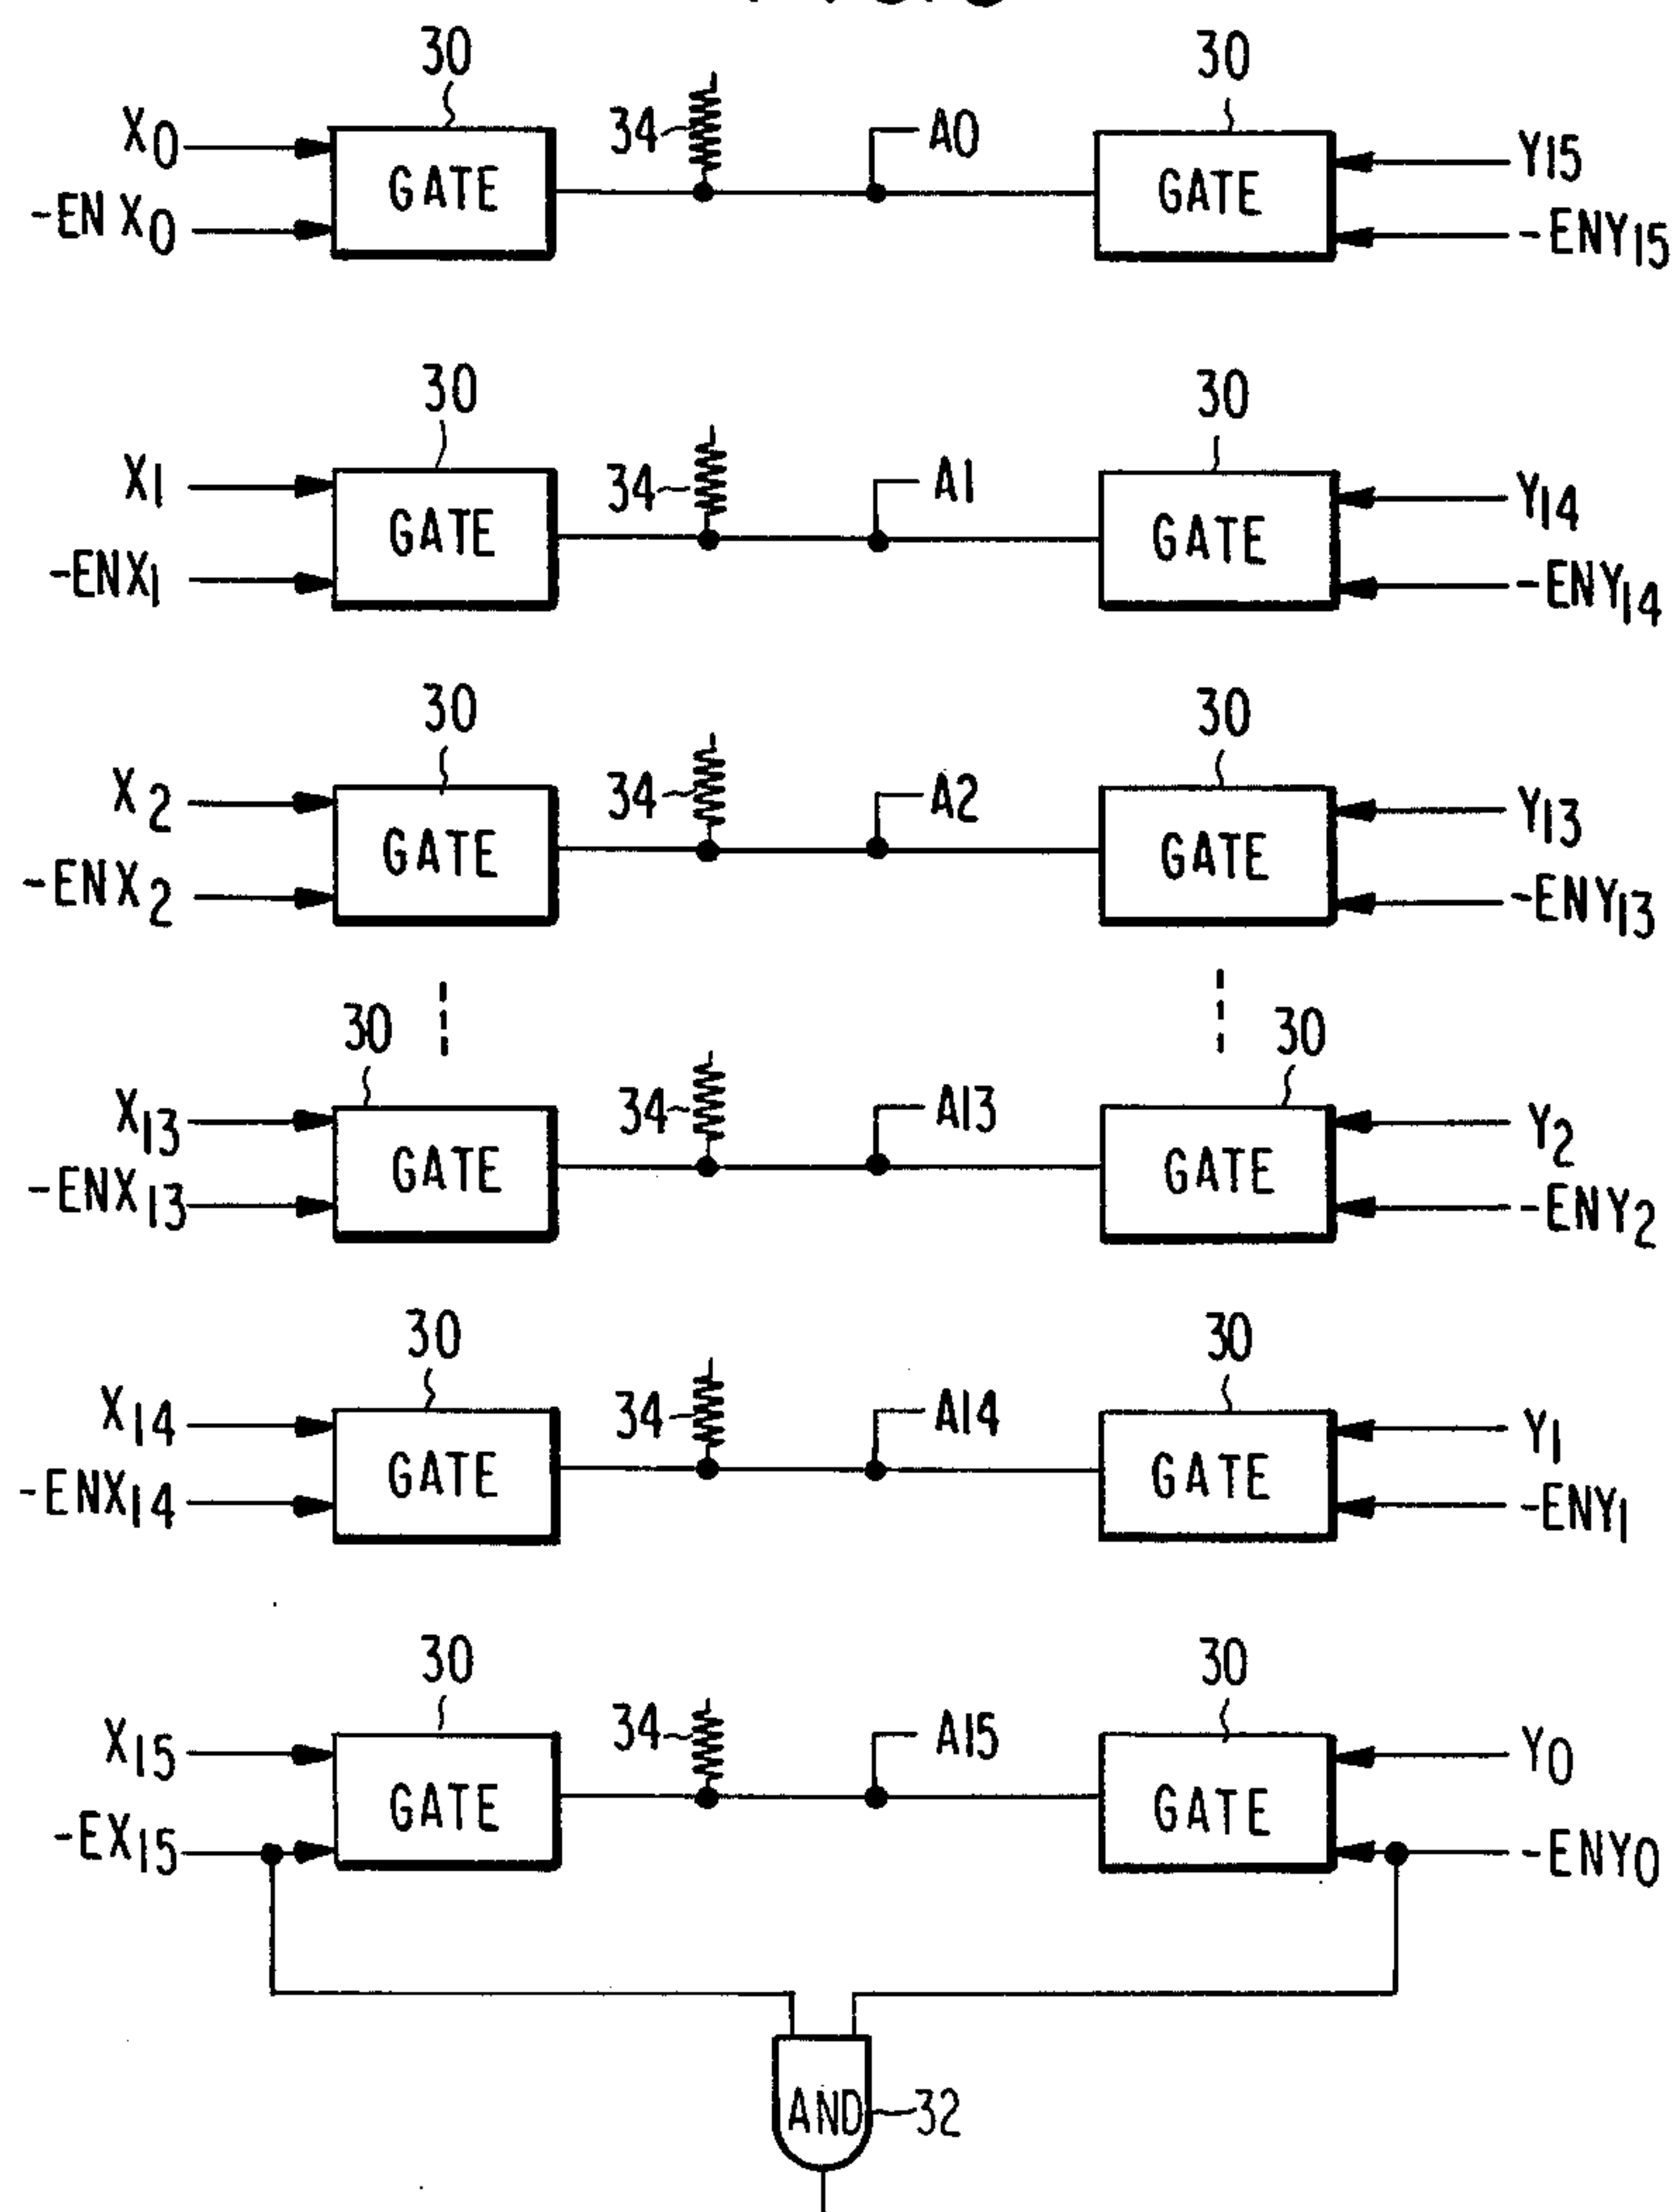 30 30
X0 34 A0 Y15
GATE GATE
-ENX0 -ENY15
30 30
X1 34 A1 Y14
GATE GATE
-ENX1 -ENY14
30 30
X2 34 A2 Y13
GATE GATE
-ENX2 -ENY13
30 30
X13 34 A13 Y2
GATE GATE
-ENX13 -ENY2
30 30
X14 34 A14 Y1
GATE GATE
-ENX14 -ENY1
30 30
X15 34 A15 Y0
GATE GATE
-EX15 -ENY0
AND 32